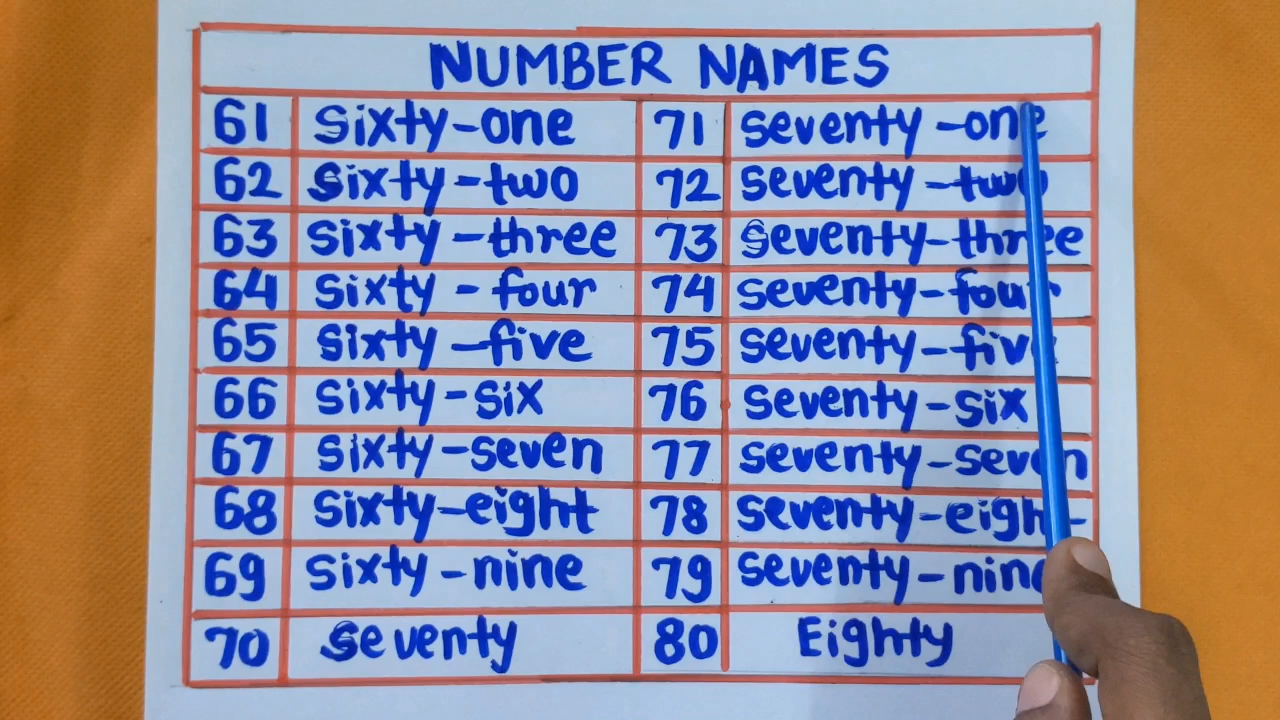 NUMBER NAMES
61 sixty-one 71 seventy-one
62 sixty-two 72 seventy-two
63 sixty-three 73 seventy-three
64 sixty-four 74 seventy-four
65 sixty-five 75 seventy-five
66 sixty-six 76 seventy-six
67 sixty-seven 77 seventy-seven
68 sixty-eight 78 seventy-eight
69 sixty-nine 79 seventy-nine
70 seventy 80 Eighty